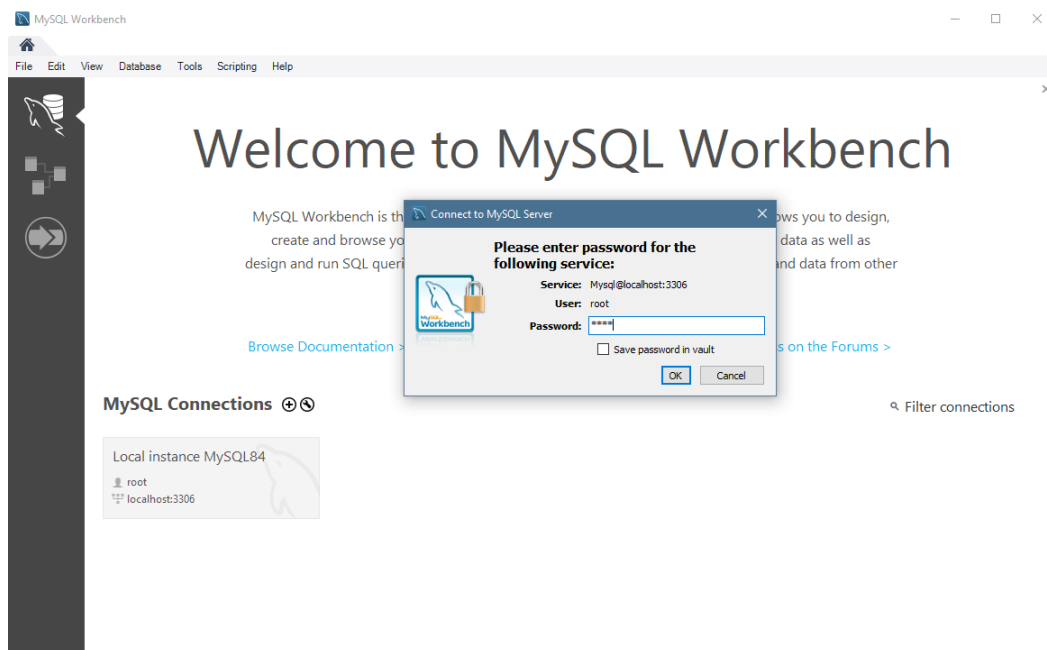 MySQL Workbench
File Edit View Database Tools Scripting Help
Welcome to MySQL Workbench
MySQL Workbench is th
ows you to design,
create and browse yo
data as well as
design and run SQL queri
and data from other
Browse Documentation >
s on the Forums >
Connect to MySQL Server
Please enter password for the
following service:
Service: Mysql@localhost:3306
User: root
Password: ****
Save password in vault
OK Cancel
MySQL
Workbench
MySQL Connections
Filter connections
Local instance MySQL84
root
localhost:3306